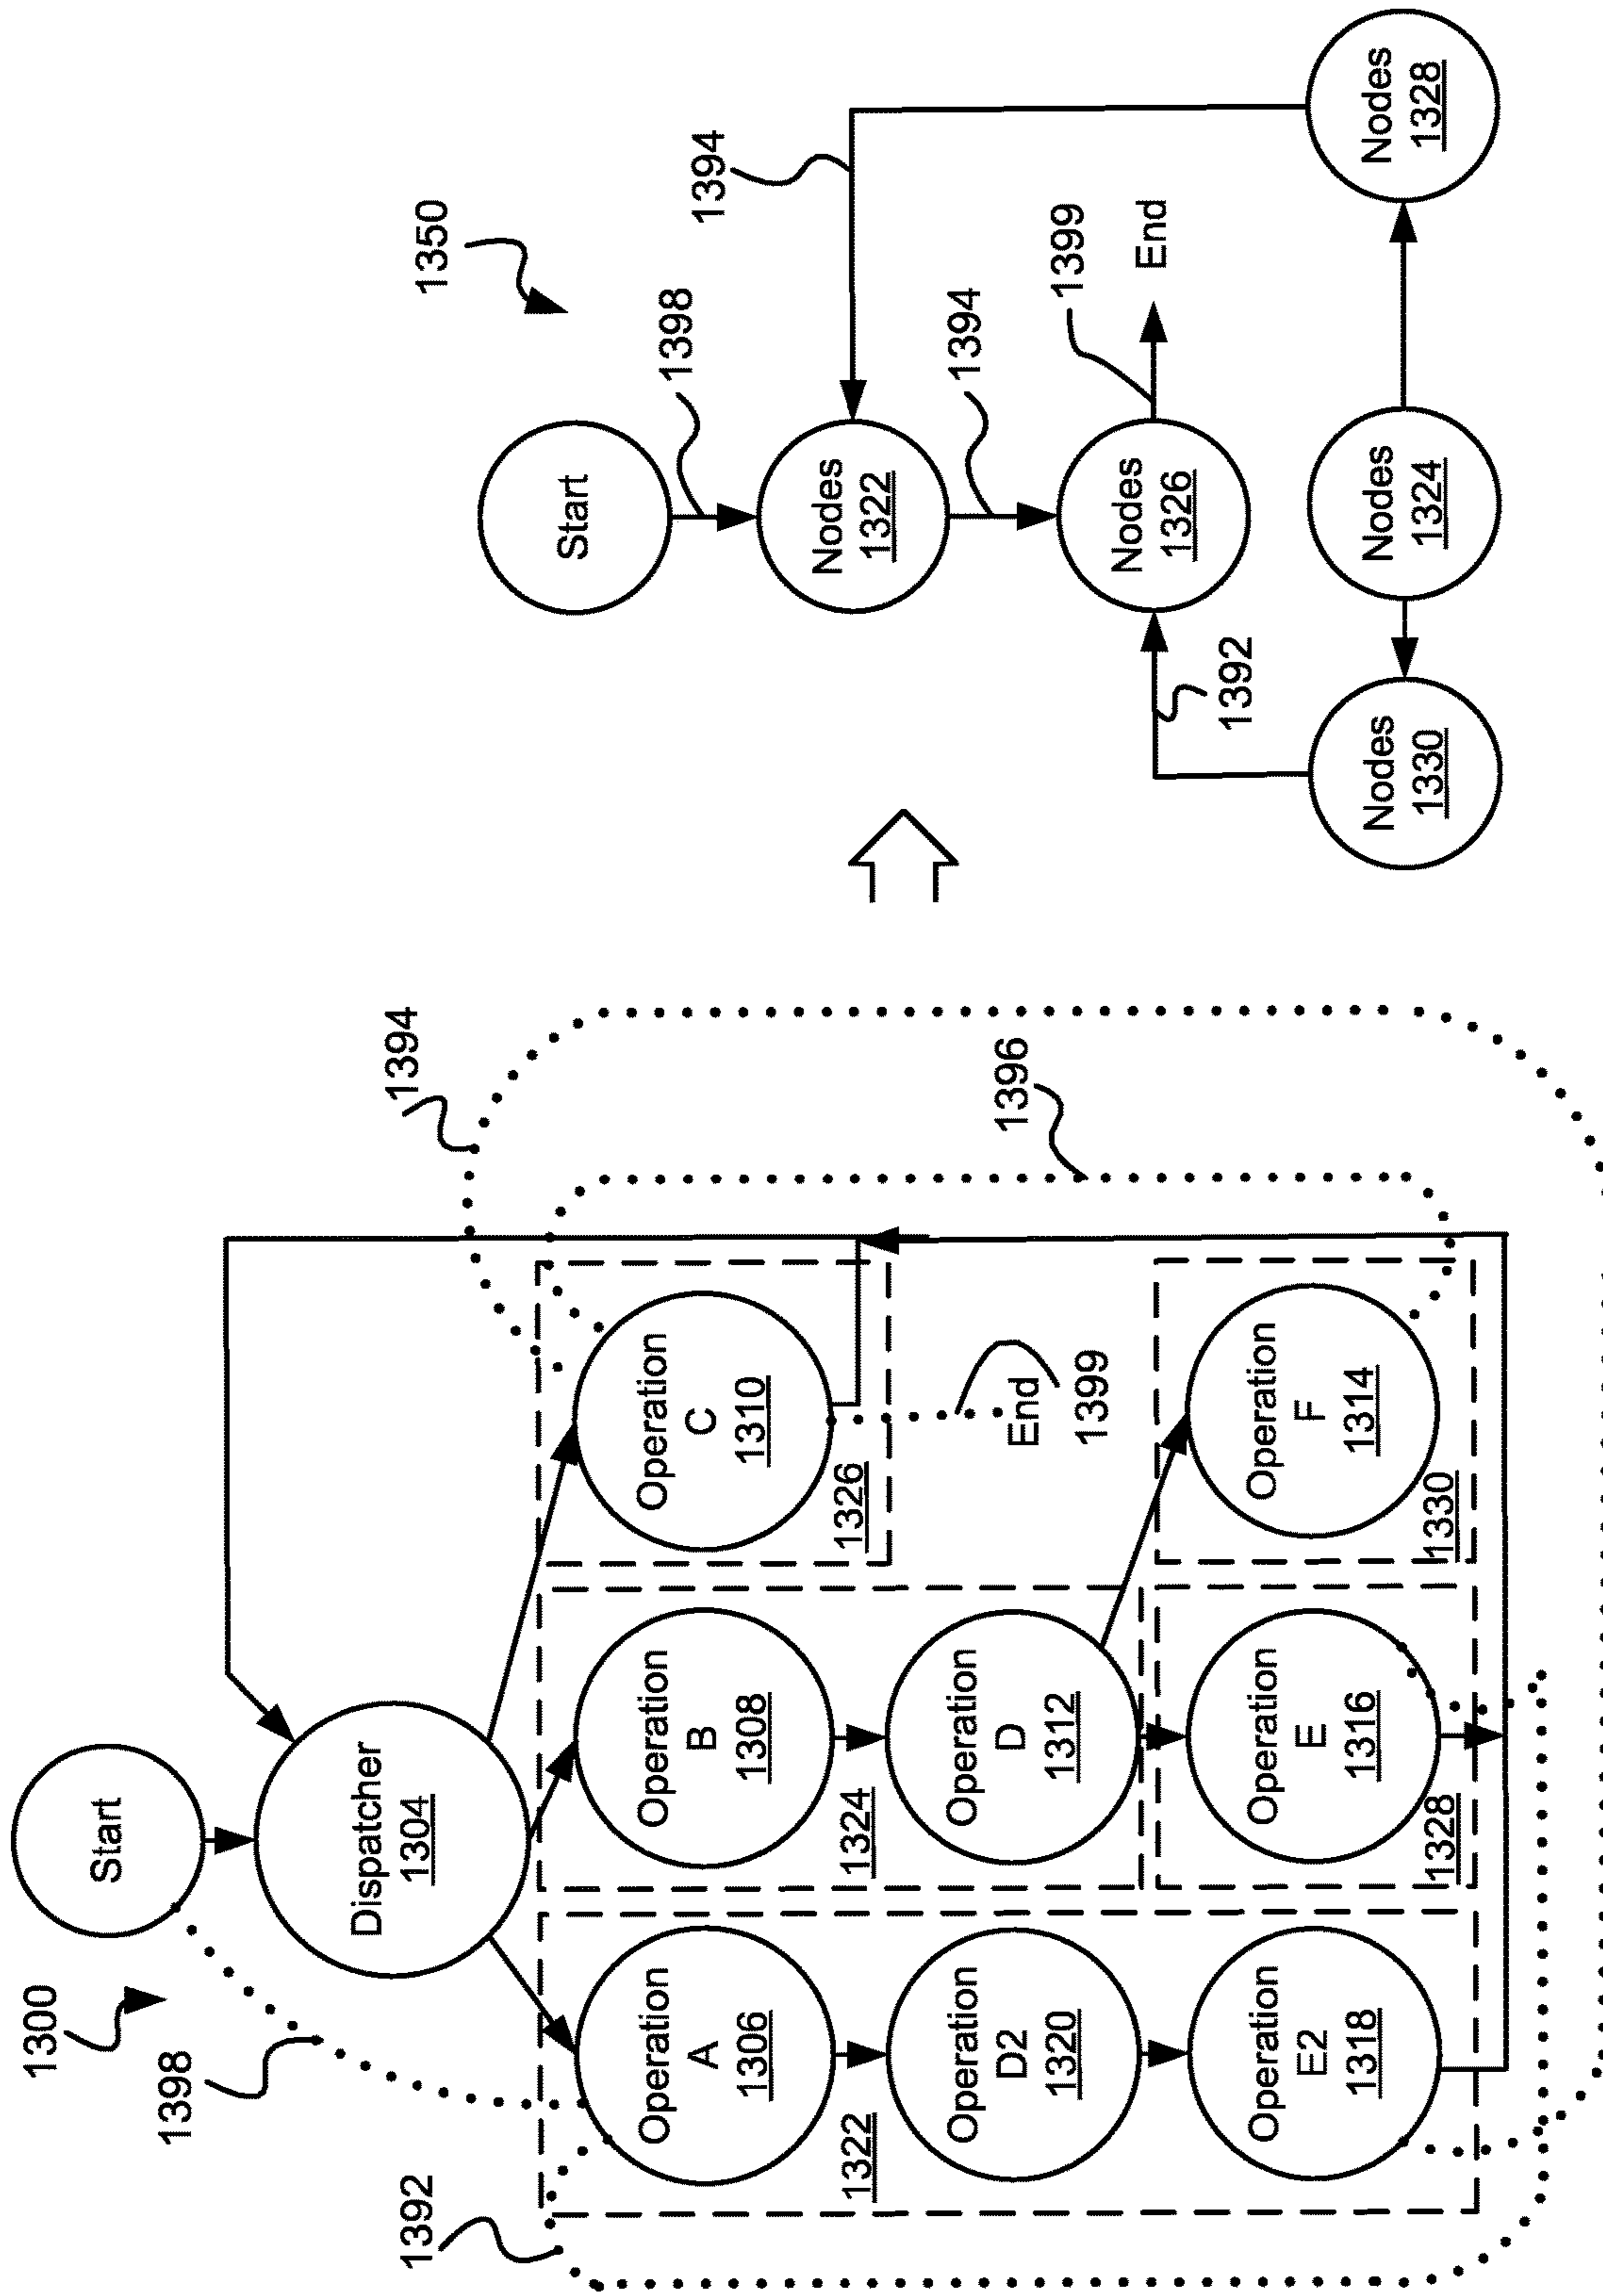 1300
Start
1398
Dispatcher
1304
1392
1394
Operation
A
1306
Operation
B
1308
Operation
C
1310
1322
1324
1326
Operation
D2
1320
Operation
D
1312
End
1399
1396
Operation
E2
1318
Operation
E
1316
Operation
F
1314
1328
1330
1350
Start
1398
1394
Nodes
1322
1394
Nodes
1326
1399
End
1392
Nodes
1330
Nodes
1324
Nodes
1328